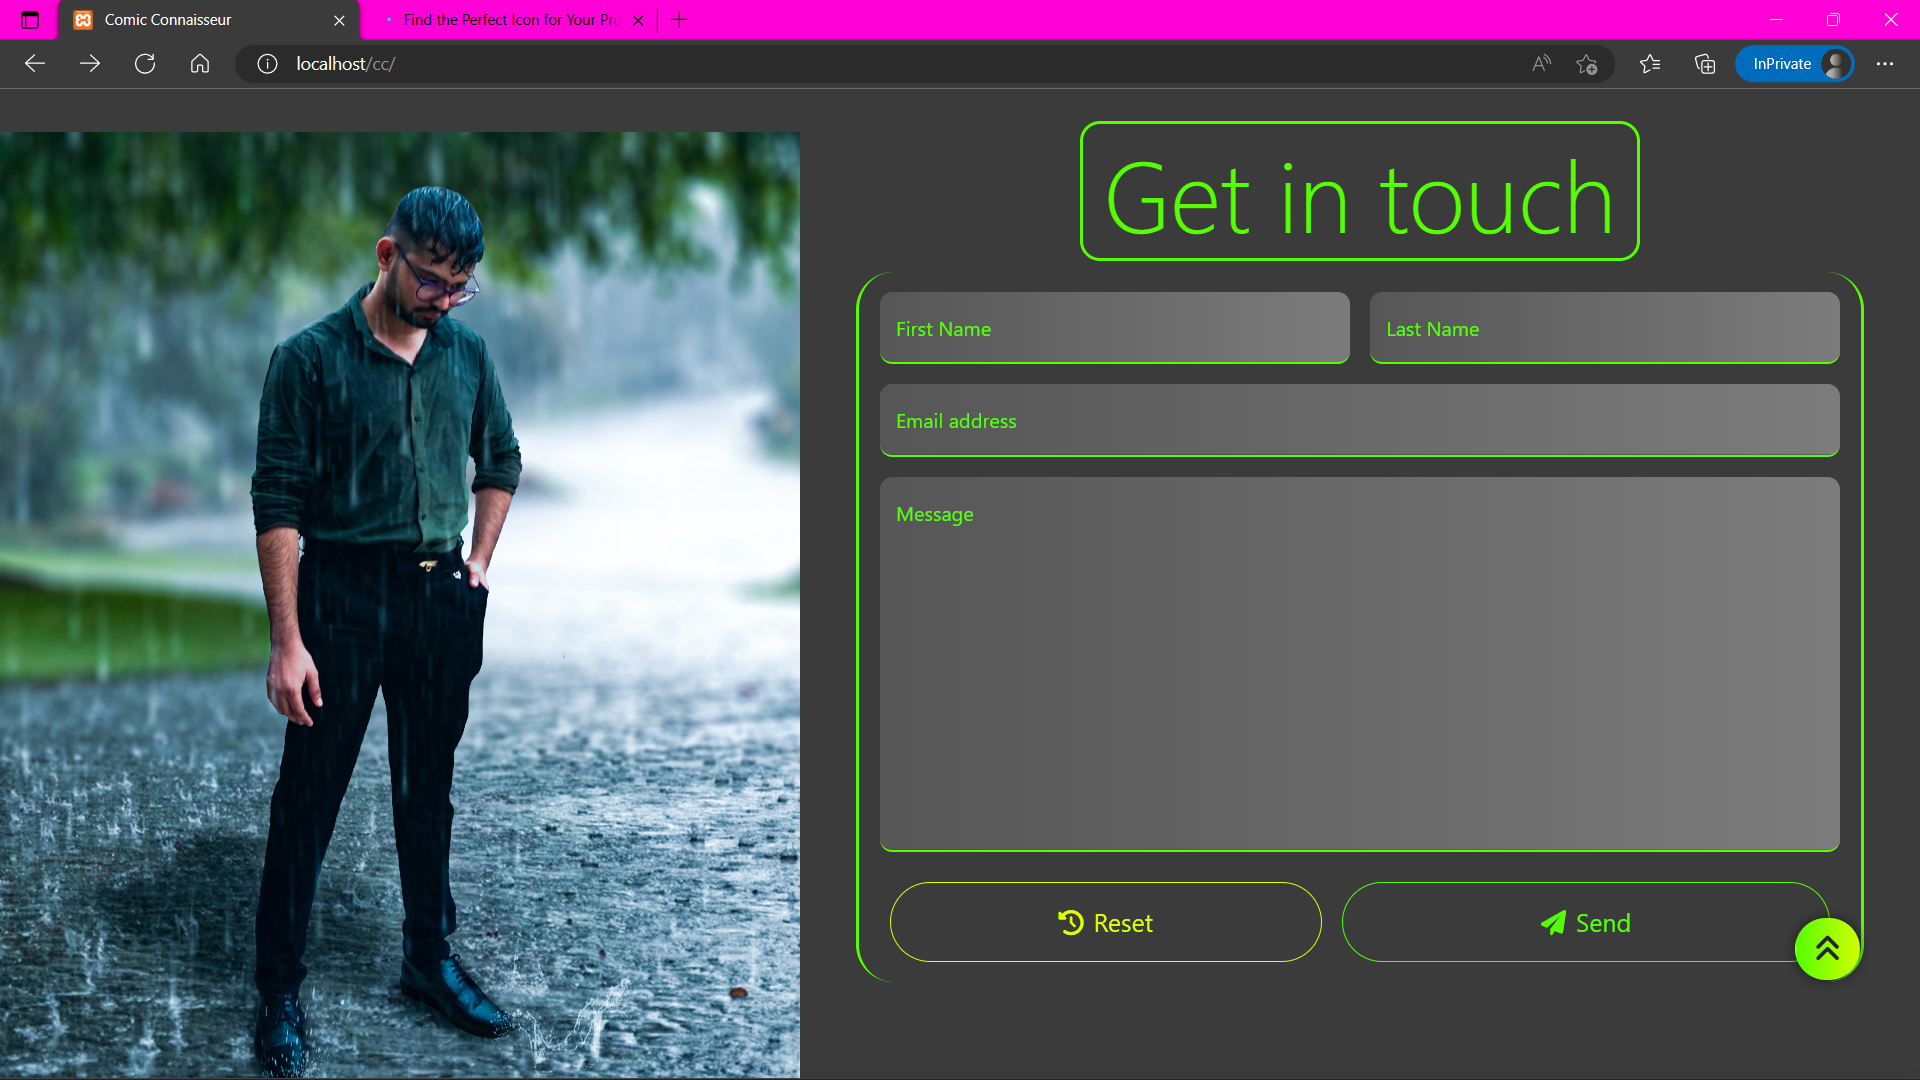 Comic Connaisseur
Find the Perfect Icon for Your Pro
localhost/cc/
InPrivate
Get in touch
First Name
Last Name
Email address
Message
Reset
Send